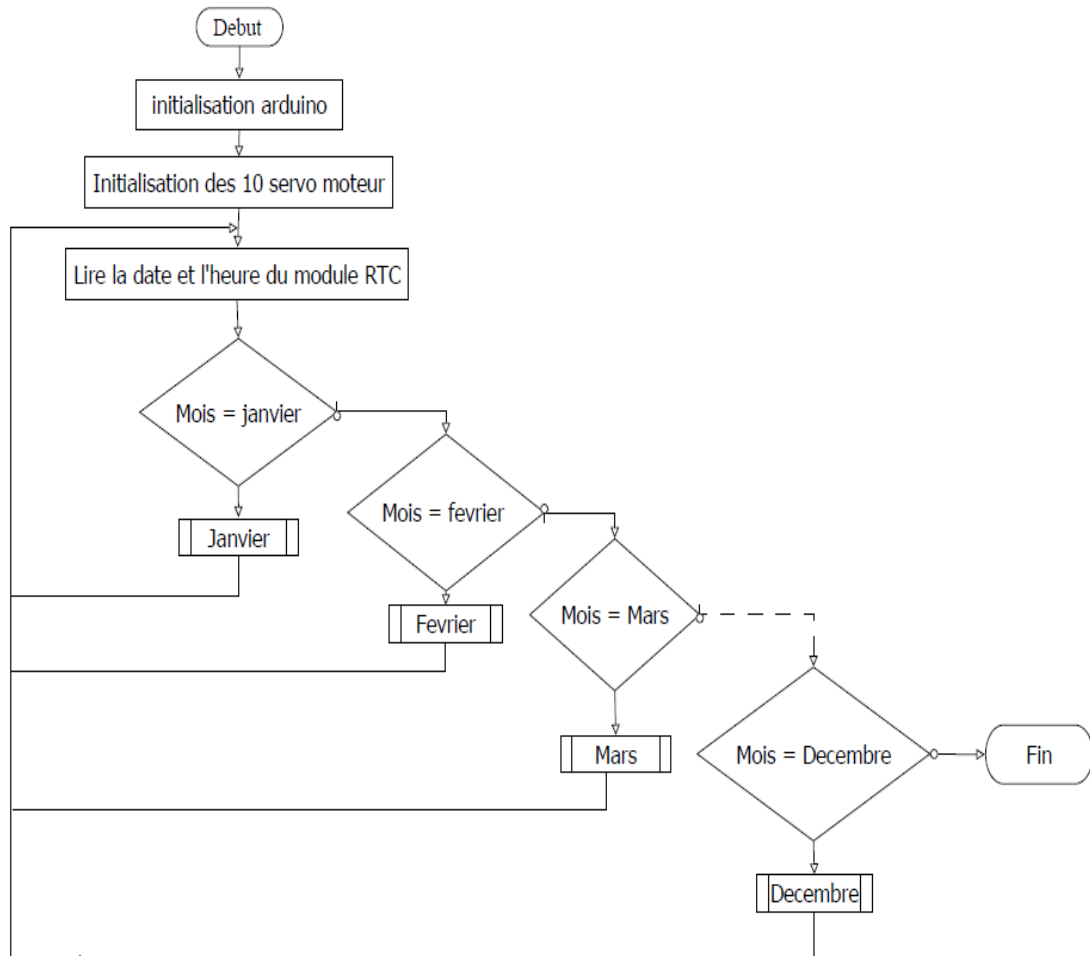 Debut
initialisation arduino
Initialisation des 10 servo moteur
Lire la date et l'heure du module RTC
Mois = janvier
Janvier
Mois = fevrier
Fevrier
Mois = Mars
Mars
Mois = Decembre
Fin
Decembre